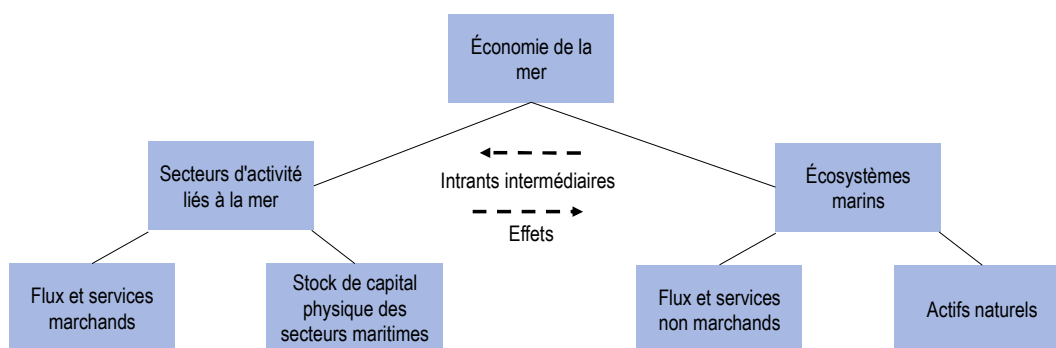 Économie de la
mer
Secteurs d'activité
liés à la mer
Intrants intermédiaires
Effets
Écosystèmes
marins
Flux et services
marchands
Stock de capital
physique des
secteurs maritimes
Flux et services
non marchands
Actifs naturels